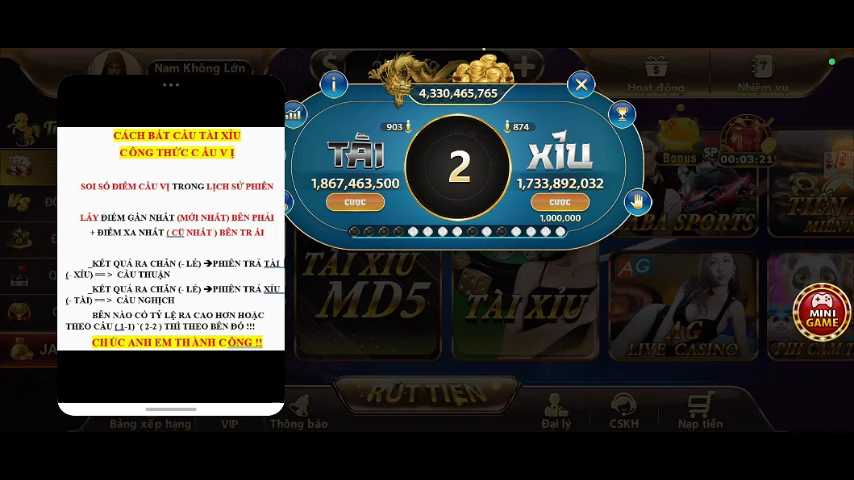 Nam Không Lớn
Hoạt động
Nhiệm vụ
4,330,465,765
903
874
TÀI
2
XỈU
1,867,463,500
1,733,892,032
CƯỢC
CƯỢC
1,000,000
Bonus
00:03:21
CÁCH BẮT CẦU TÀI XỈU
CÔNG THỨC CẦU VỊ
SOI SỐ ĐIỂM CẦU VỊ TRONG LỊCH SỬ PHIÊN
LẤY ĐIỂM GẦN NHẤT (MỚI NHẤT) BÊN PHẢI
+ ĐIỂM XA NHẤT ( CŨ NHẤT ) BÊN TRÁI
_KẾT QUẢ RA CHẴN (- LẺ) ➔PHIÊN TRẢ TÀI
(- XỈU) ==> CẦU THUẬN
_KẾT QUẢ RA CHẴN (- LẺ) ➔PHIÊN TRẢ XỈU
(- TÀI) ==> CẦU NGHỊCH
BÊN NÀO CÓ TỶ LỆ RA CAO HƠN HOẶC
THEO CẦU (1-1) `( 2-2 ) THÌ THEO BÊN ĐÓ !!!
CHÚC ANH EM THÀNH CÔNG !!
BA SPORTS
TÀI XỈU
MD5
TÀI XỈU
AG
AG
LIVE CASINO
MINI
GAME
RÚT TIỀN
Bảng xếp hạng
VIP
Thông báo
Đại lý
CSKH
Nạp tiền